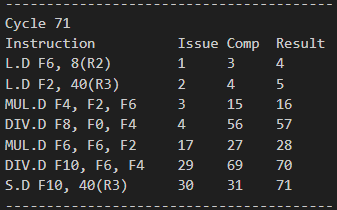 ----------------------------------------
Cycle 71
Instruction Issue Comp Result
L.D F6, 8(R2) 1 3 4
L.D F2, 40(R3) 2 4 5
MUL.D F4, F2, F6 3 15 16
DIV.D F8, F0, F4 4 56 57
MUL.D F6, F6, F2 17 27 28
DIV.D F10, F6, F4 29 69 70
S.D F10, 40(R3) 30 31 71
----------------------------------------